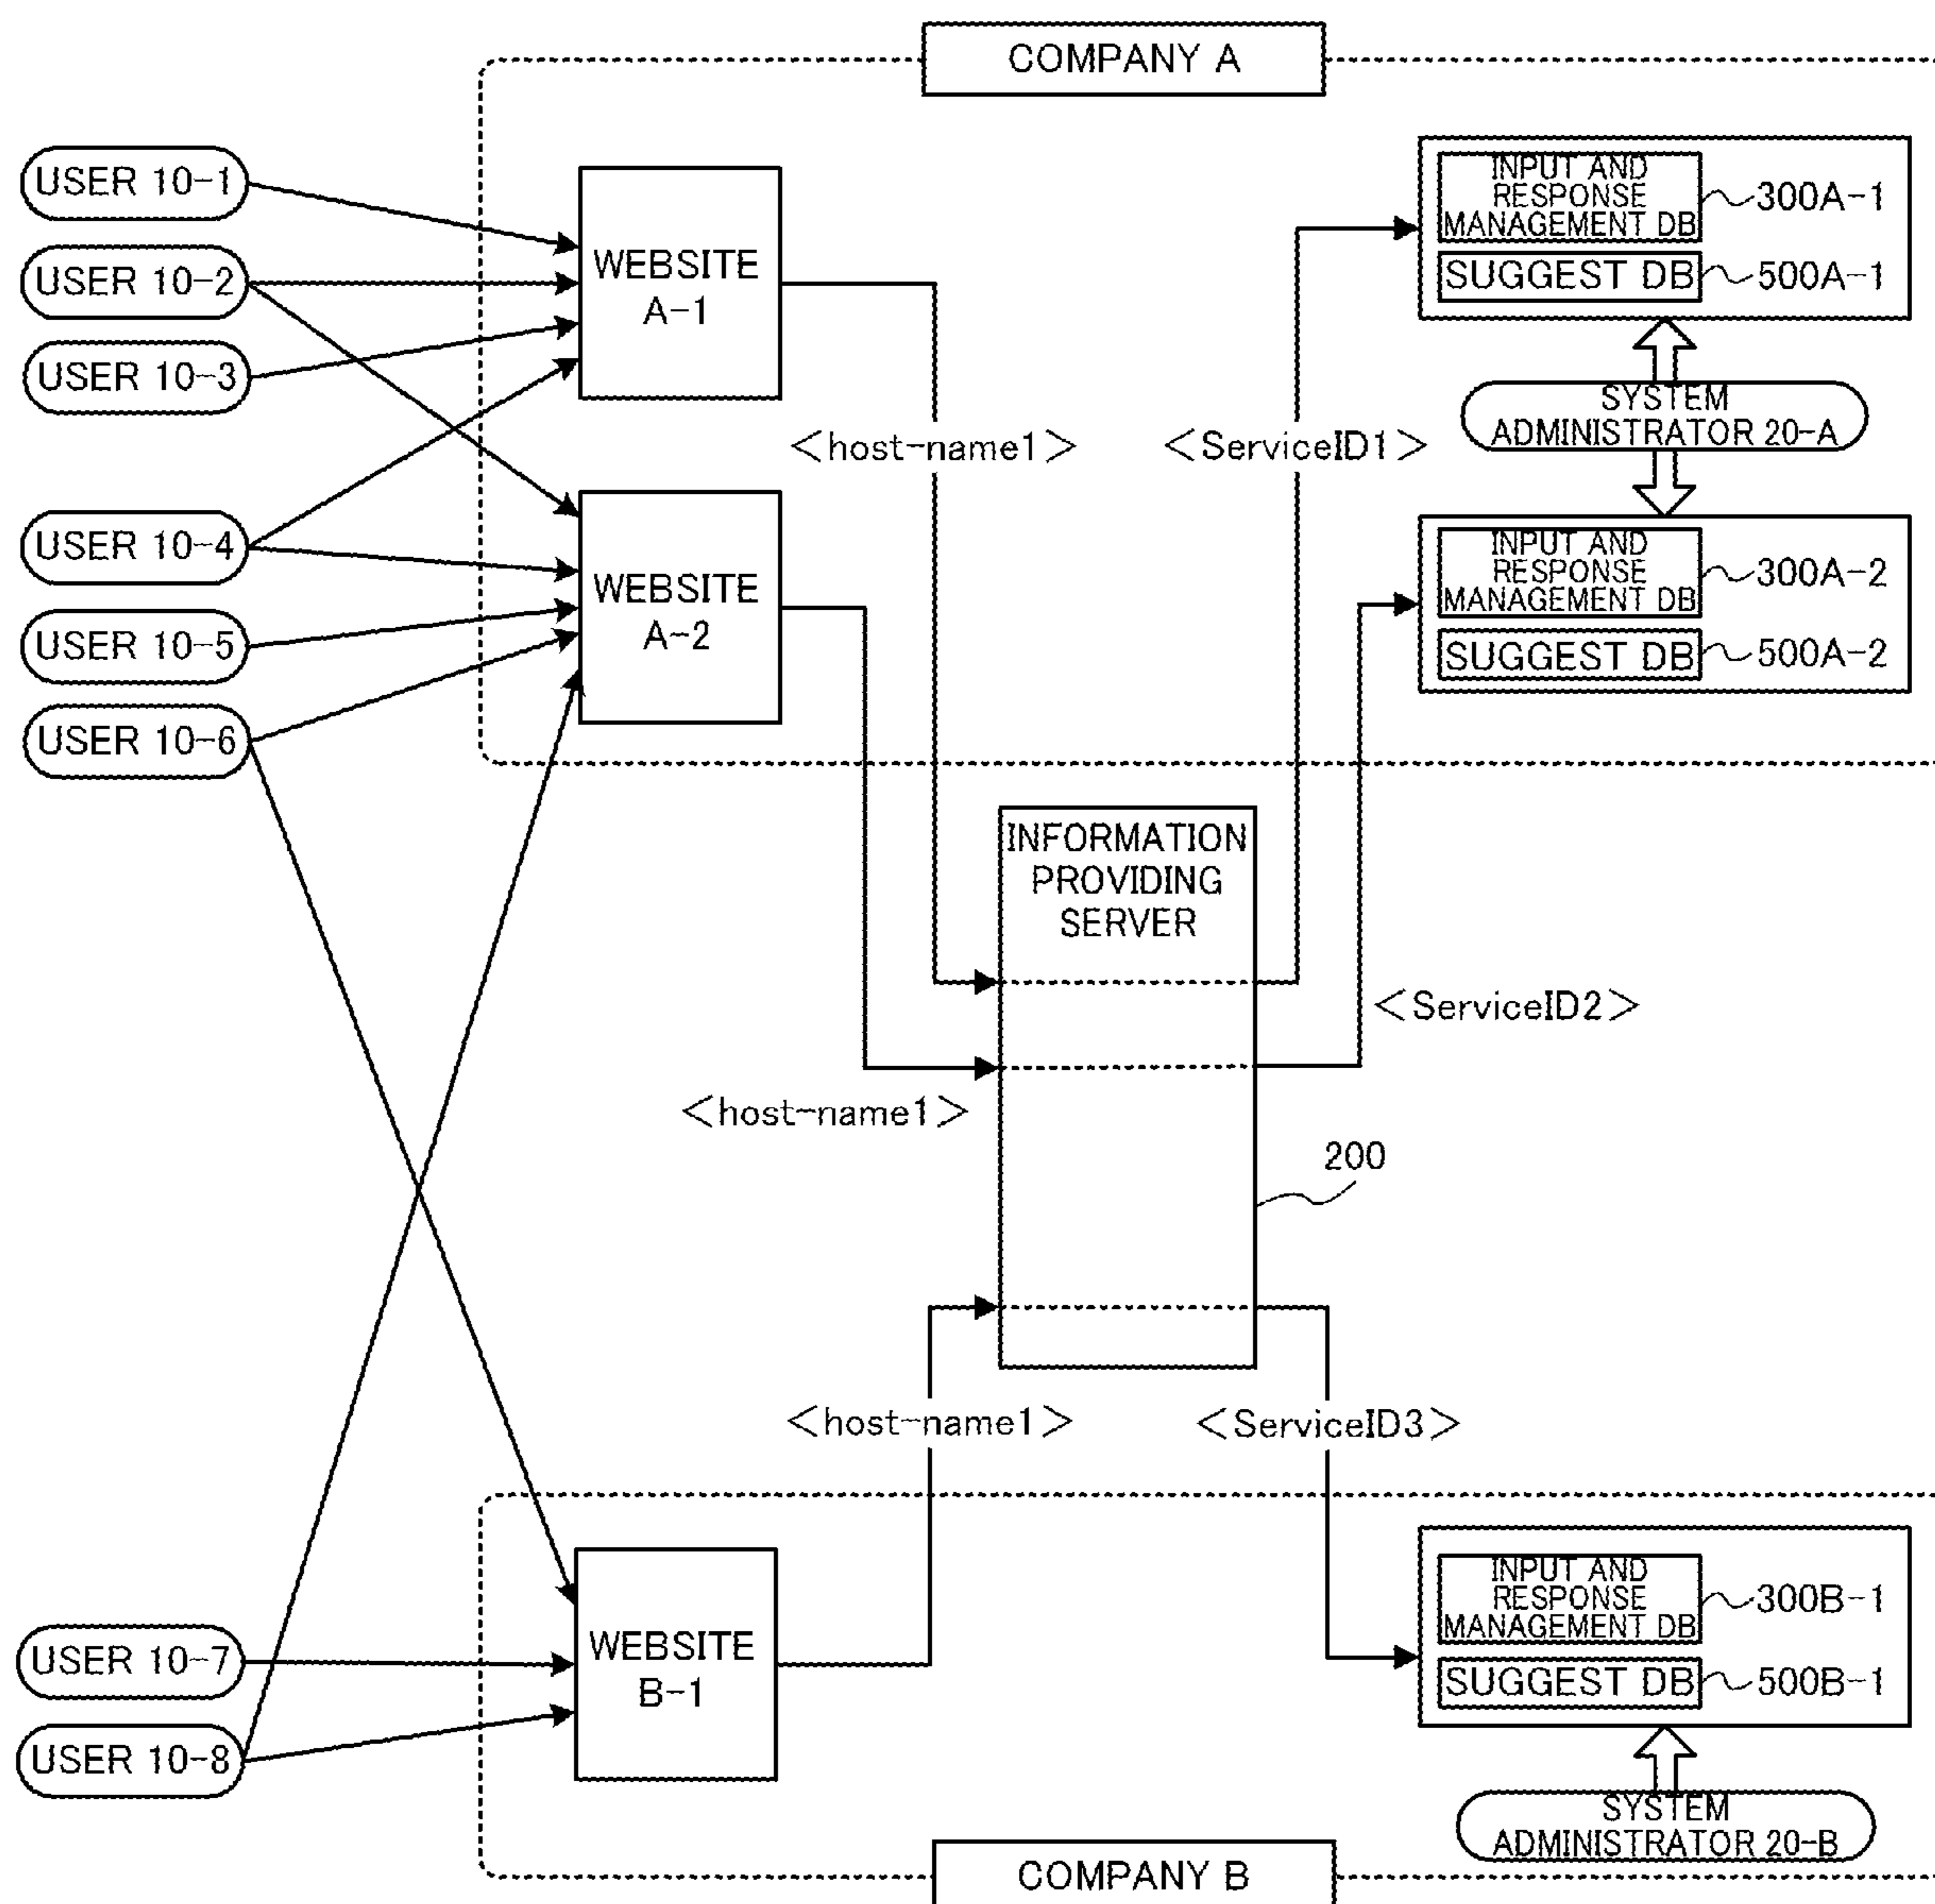 COMPANY A
USER 10-1
USER 10-2
USER 10-3
USER 10-4
USER 10-5
USER 10-6
WEBSITE
A-1
WEBSITE
A-2
<host-name1>
<ServiceID1>
INPUT AND
RESPONSE
MANAGEMENT DB
300A-1
SUGGEST DB
500A-1
SYSTEM
ADMINISTRATOR 20-A
INPUT AND
RESPONSE
MANAGEMENT DB
300A-2
SUGGEST DB
500A-2
INFORMATION
PROVIDING
SERVER
<ServiceID2>
<host-name1>
200
<host-name1>
<ServiceID3>
USER 10-7
USER 10-8
WEBSITE
B-1
INPUT AND
RESPONSE
MANAGEMENT DB
300B-1
SUGGEST DB
500B-1
SYSTEM
ADMINISTRATOR 20-B
COMPANY B